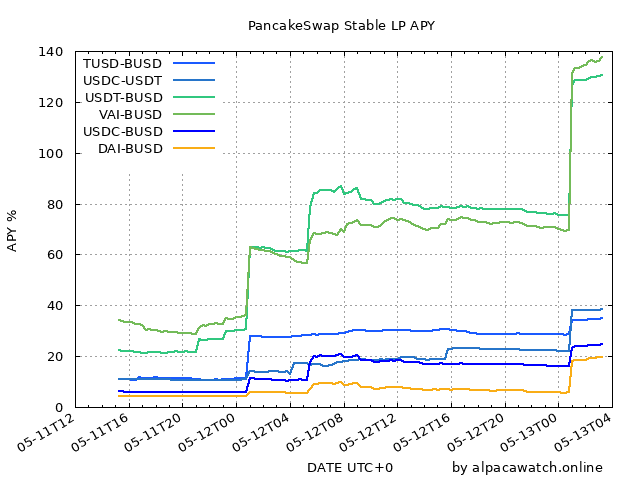 PancakeSwap Stable LP APY
140
120
100
80
60
40
20
0
APY %
TUSD-BUSD
USDC-USDT
USDT-BUSD
VAI-BUSD
USDC-BUSD
DAI-BUSD
05-11T12
05-11T16
05-11T20
05-12T00
05-12T04
05-12T08
05-12T12
05-12T16
05-12T20
05-13T00
05-13T04
DATE UTC+0
by alpacawatch.online